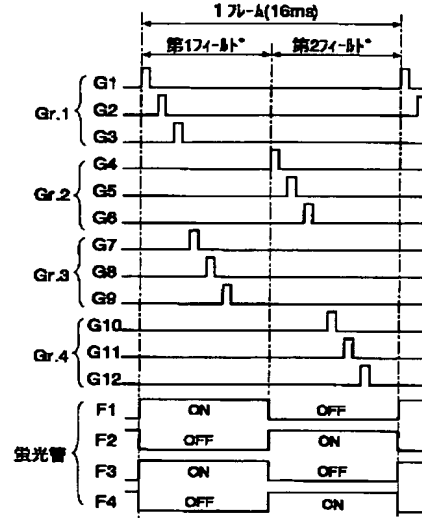 1 フレーム(16ms)
第1フィールド 第2フィールド
Gr.1
G1
G2
G3
Gr.2
G4
G5
G6
Gr.3
G7
G8
G9
Gr.4
G10
G11
G12
蛍光管
F1 ON OFF
F2 OFF ON
F3 ON OFF
F4 OFF ON